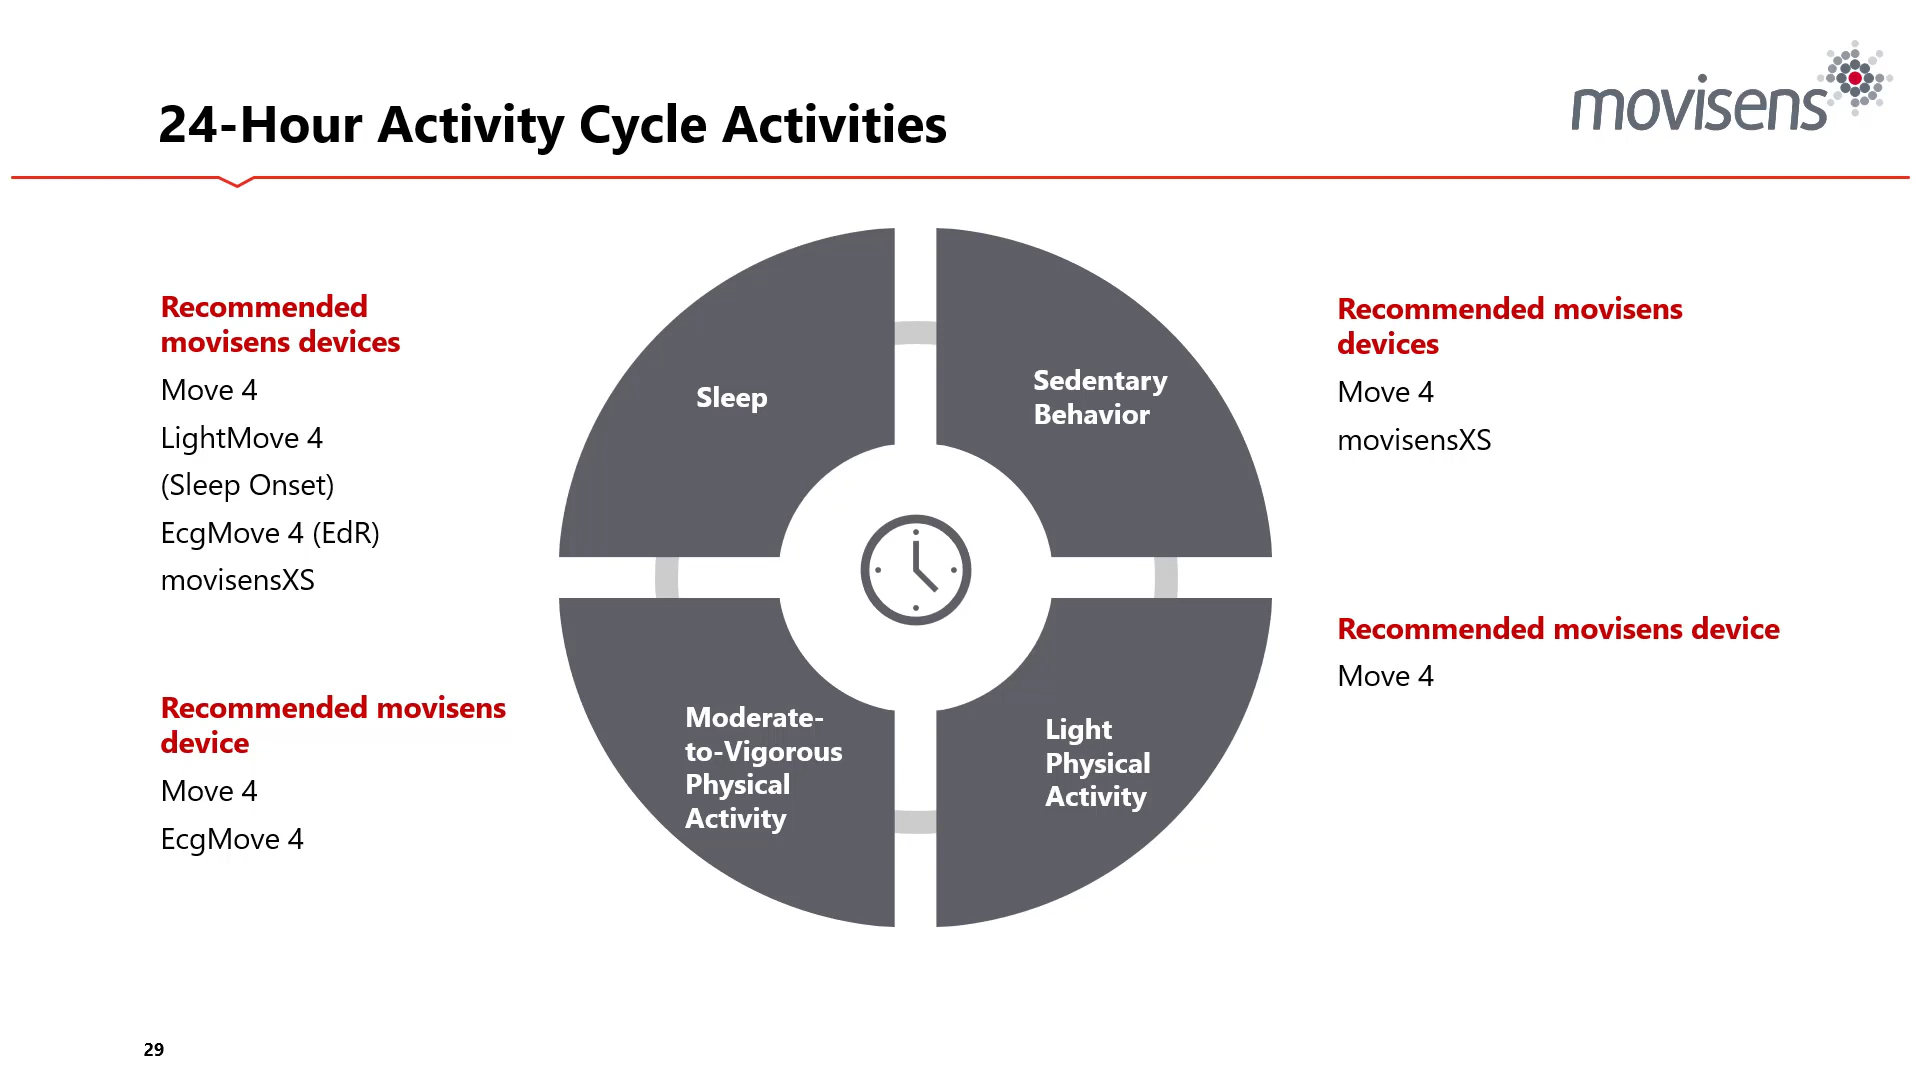 movisens
24-Hour Activity Cycle Activities
Recommended
movisens devices
Move 4
LightMove 4
(Sleep Onset)
EcgMove 4 (EdR)
movisensXS
Sleep
Sedentary
Behavior
Recommended movisens
devices
Move 4
movisensXS
Recommended movisens
device
Move 4
EcgMove 4
Moderate-
to-Vigorous
Physical
Activity
Light
Physical
Activity
Recommended movisens device
Move 4
29